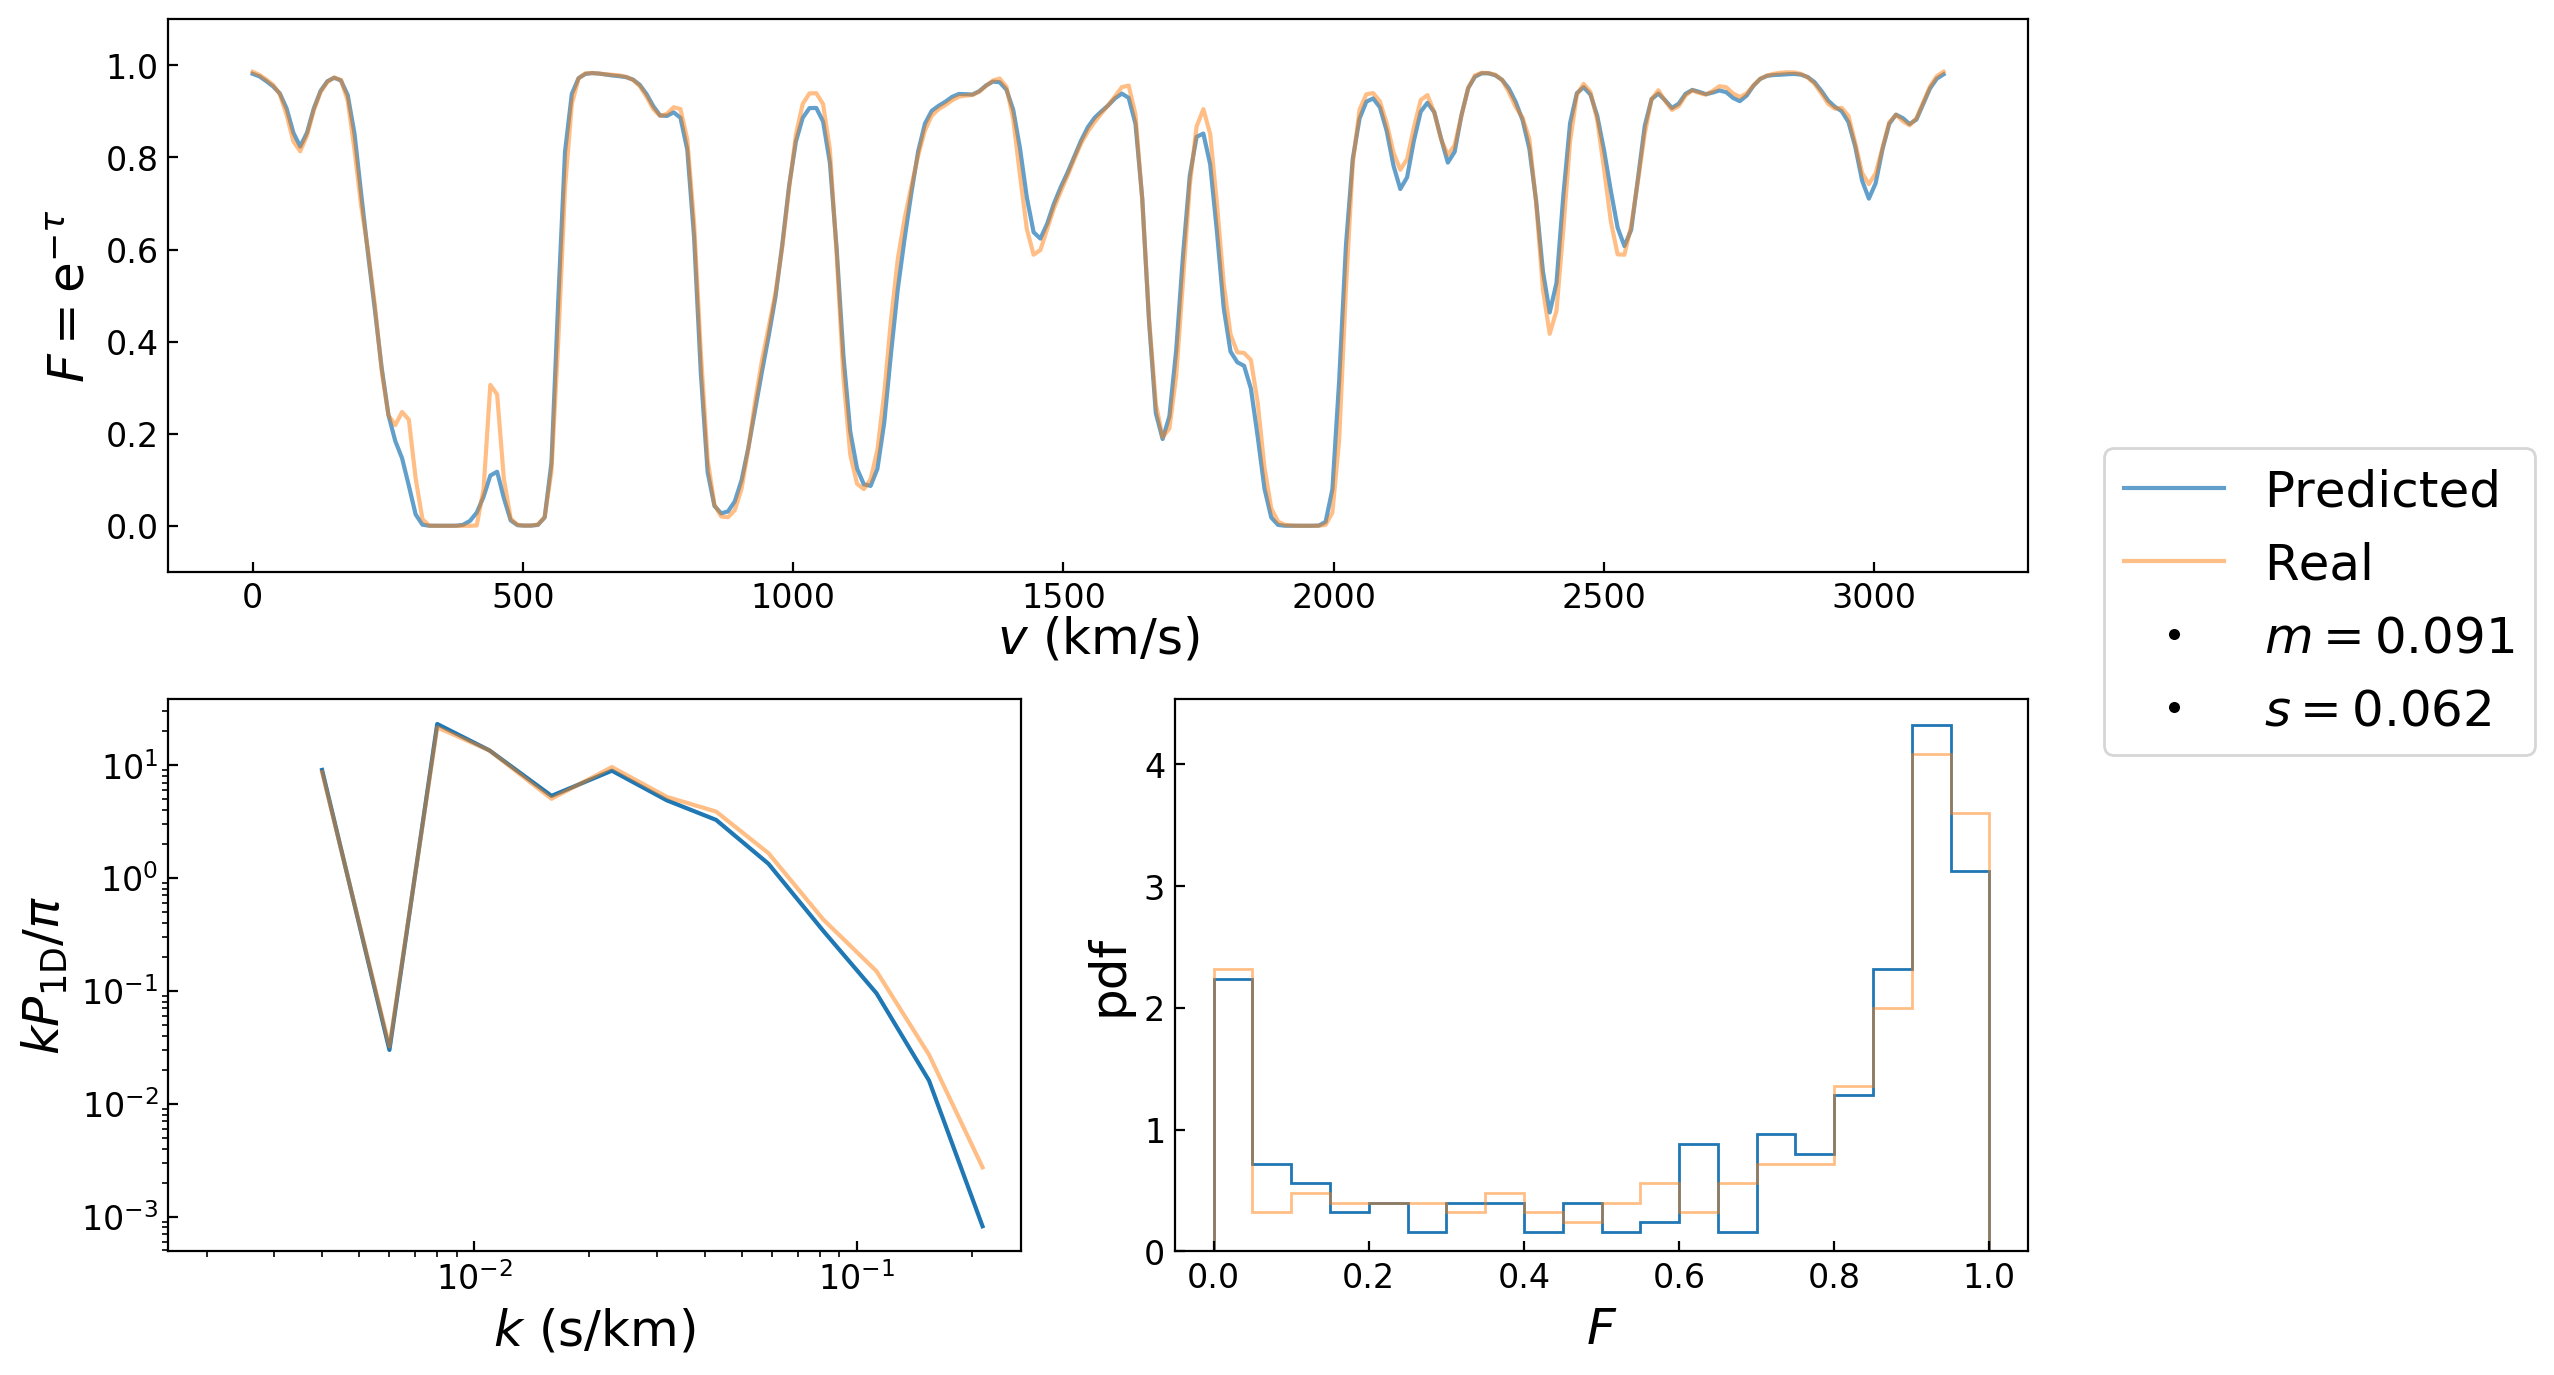 1.0
0.8
0.6
0.4
0.2
0.0
F = e^{−τ}
0 500 1000 1500 2000 2500 3000
v (km/s)
Predicted
Real
m = 0.091
s = 0.062
10^1
10^0
10^{−1}
10^{−2}
10^{−3}
kP_{1D}/π
10^{−2} 10^{−1}
k (s/km)
4
3
2
1
0
pdf
0.0 0.2 0.4 0.6 0.8 1.0
F